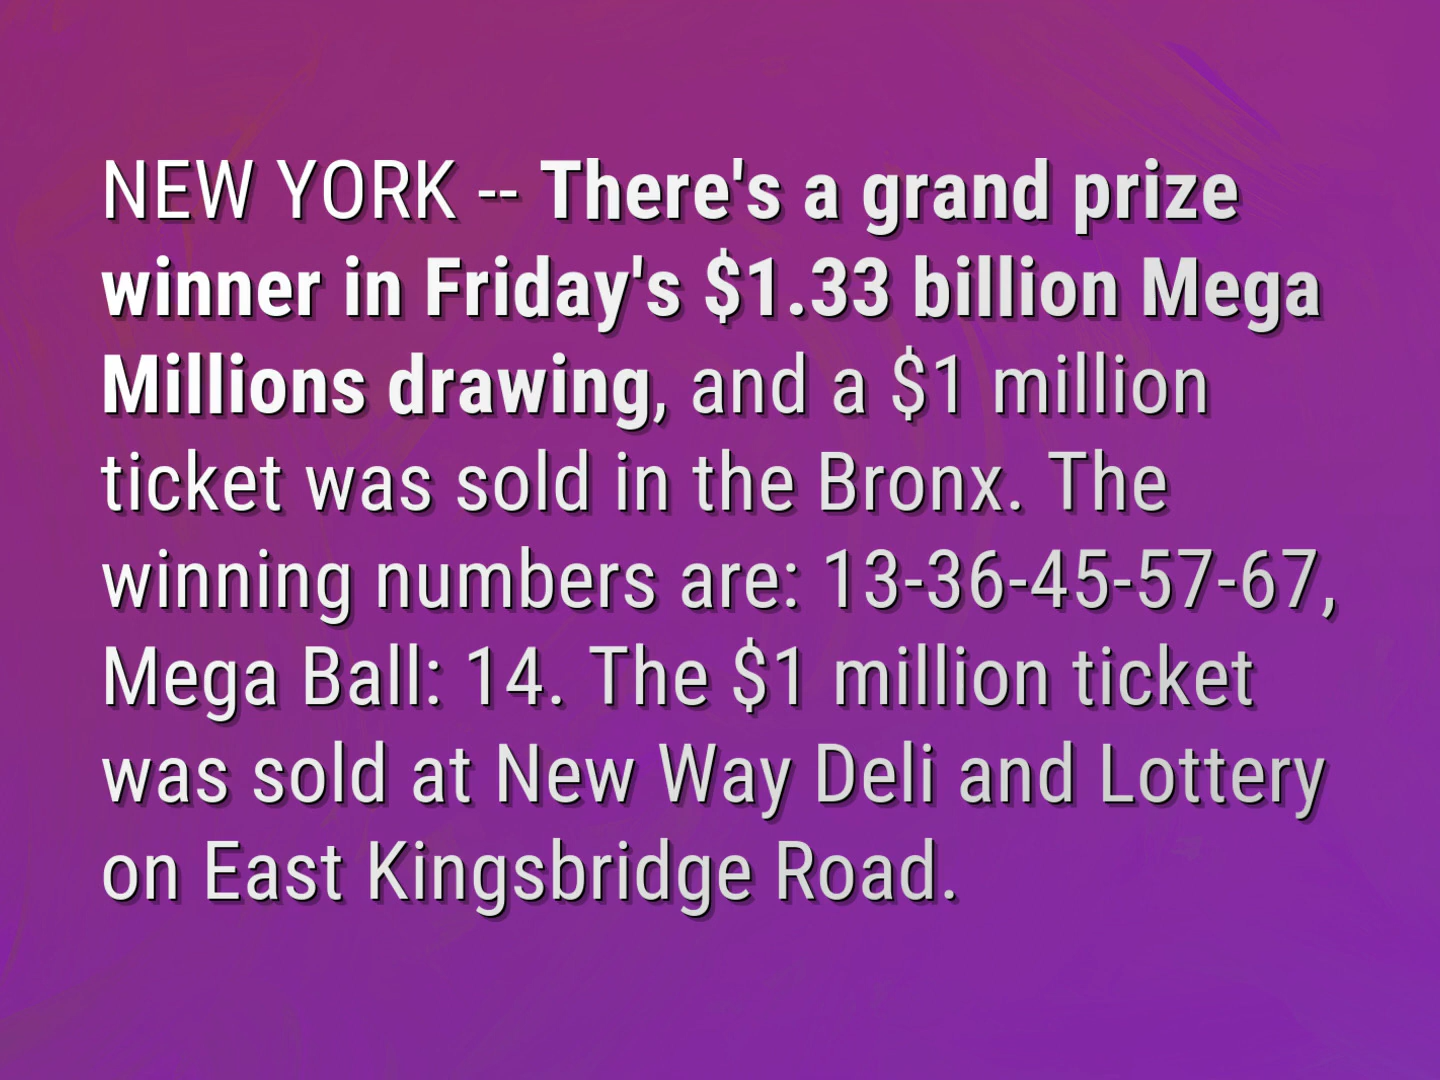 NEW YORK -- There's a grand prize
winner in Friday's $1.33 billion Mega
Millions drawing, and a $1 million
ticket was sold in the Bronx. The
winning numbers are: 13-36-45-57-67,
Mega Ball: 14. The $1 million ticket
was sold at New Way Deli and Lottery
on East Kingsbridge Road.